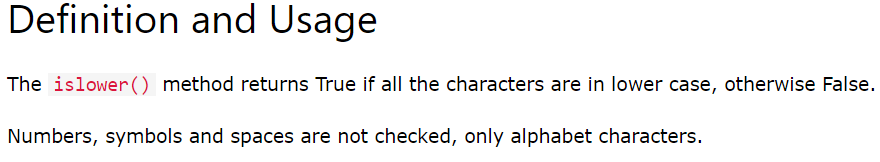 Definition and Usage
The islower() method returns True if all the characters are in lower case, otherwise False.
Numbers, symbols and spaces are not checked, only alphabet characters.